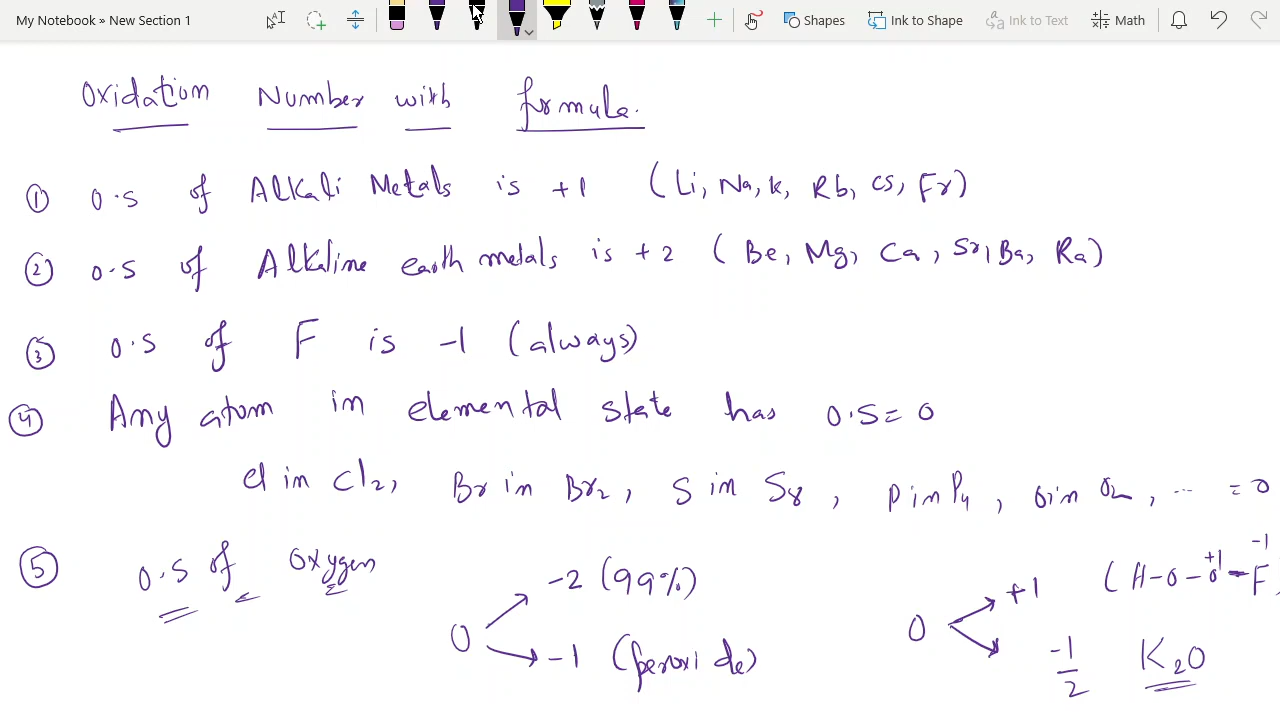 My Notebook » New Section 1 Shapes Ink to Shape Ink to Text Math
Oxidation Number with formula.
① O.S of Alkali Metals is +1 (Li, Na, K, Rb, Cs, Fr)
② O.S of Alkaline earth metals is +2 (Be, Mg, Ca, Sr, Ba, Ra)
③ O.S of F is -1 (always)
④ Any atom in elemental state has O.S = 0
Cl in Cl₂, Br in Br₂, S in S₈, P in P₄, O in O₂, ... = 0
⑤ O.S of Oxygen
O → -2 (99%)
→ -1 (peroxide)
O → +1 (H-O-O⁺¹-F⁻¹
→ -1/2 K₂O